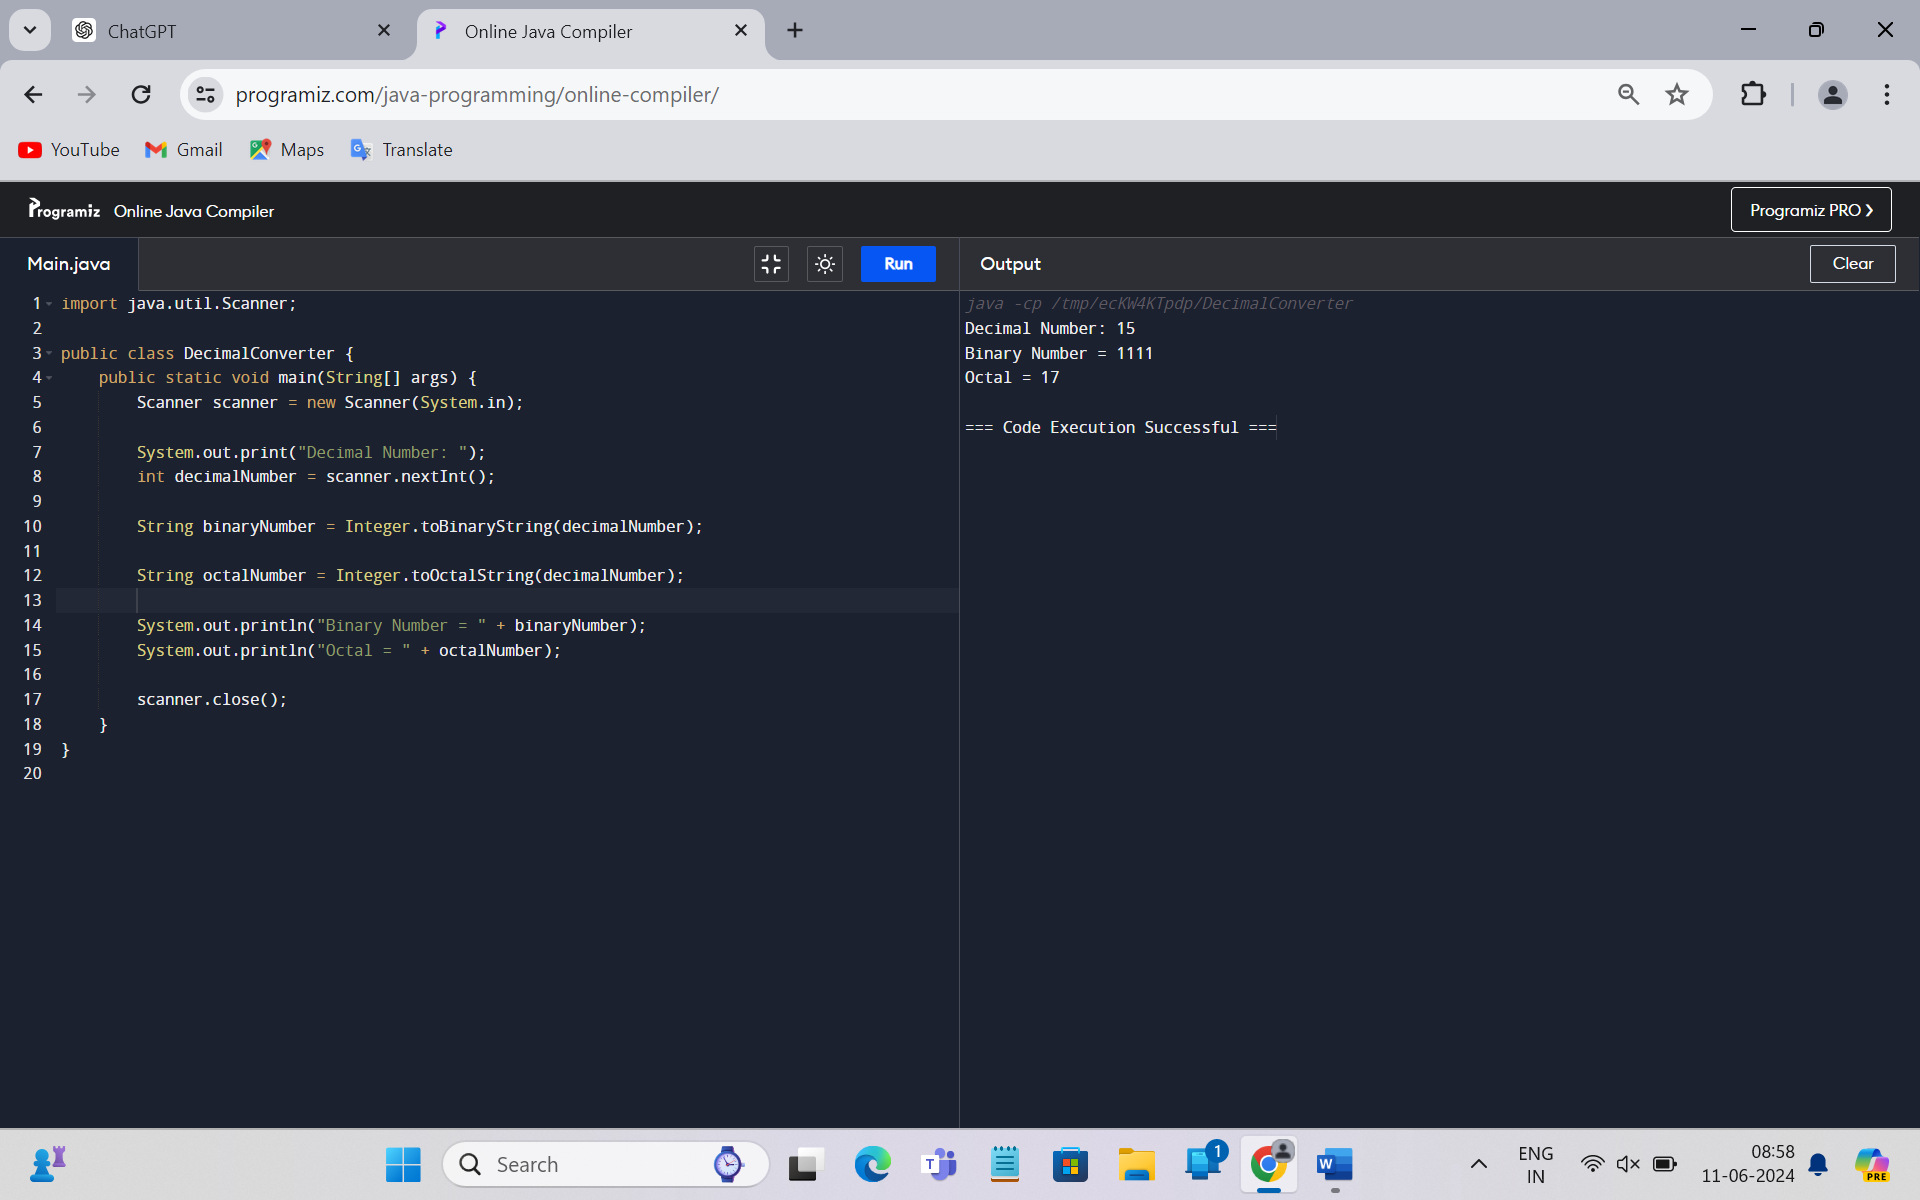 ChatGPT
Online Java Compiler
programiz.com/java-programming/online-compiler/
YouTube
Gmail
Maps
Translate
Programiz Online Java Compiler
Programiz PRO ❯
Main.java
Run
Output
Clear
1 import java.util.Scanner;
2
3 public class DecimalConverter {
4     public static void main(String[] args) {
5         Scanner scanner = new Scanner(System.in);
6
7         System.out.print("Decimal Number: ");
8         int decimalNumber = scanner.nextInt();
9
10         String binaryNumber = Integer.toBinaryString(decimalNumber);
11
12         String octalNumber = Integer.toOctalString(decimalNumber);
13
14         System.out.println("Binary Number = " + binaryNumber);
15         System.out.println("Octal = " + octalNumber);
16
17         scanner.close();
18     }
19 }
20
java -cp /tmp/ecKW4KTpdp/DecimalConverter
Decimal Number: 15
Binary Number = 1111
Octal = 17
=== Code Execution Successful ===
Search
T
1
W
ENG
IN
08:58
11-06-2024
PRE